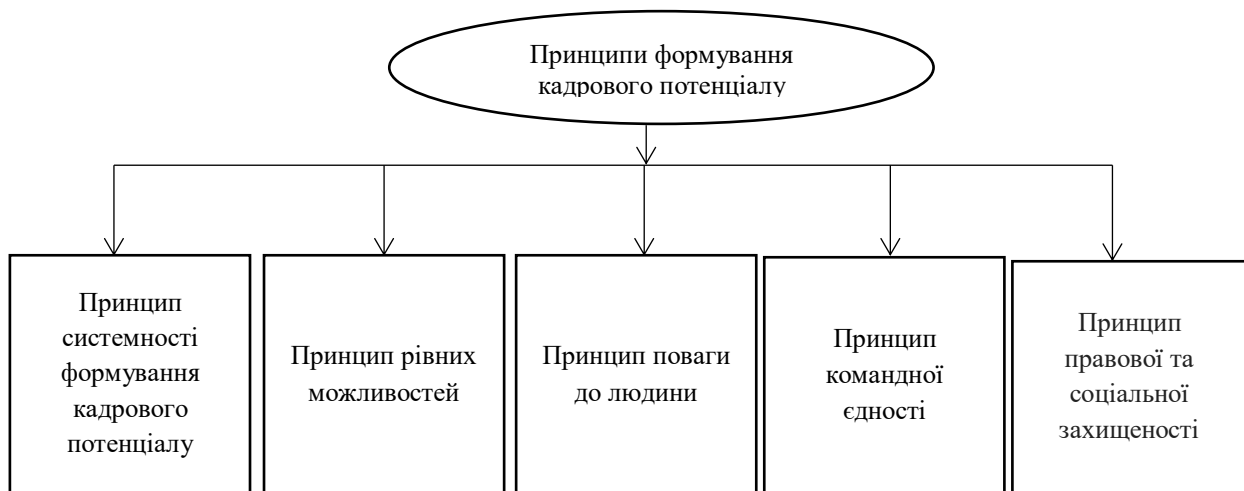 Принципи формування
кадрового потенціалу
Принцип
системності
формування
кадрового
потенціалу
Принцип рівних
можливостей
Принцип поваги
до людини
Принцип
командної
єдності
Принцип
правової та
соціальної
захищеності